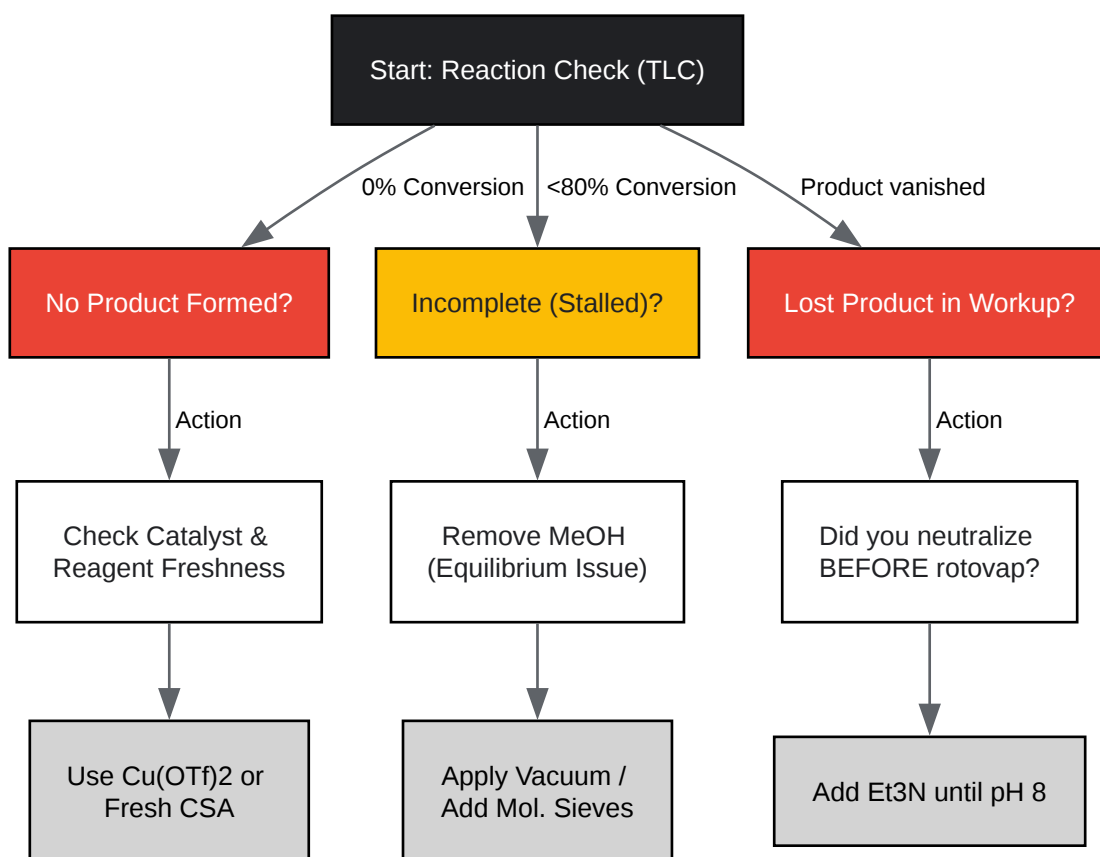 Start: Reaction Check (TLC)
0% Conversion
<80% Conversion
Product vanished
No Product Formed?
Incomplete (Stalled)?
Lost Product in Workup?
Action
Action
Action
Check Catalyst &
Reagent Freshness
Remove MeOH
(Equilibrium Issue)
Did you neutralize
BEFORE rotovap?
Use Cu(OTf)2 or
Fresh CSA
Apply Vacuum /
Add Mol. Sieves
Add Et3N until pH 8